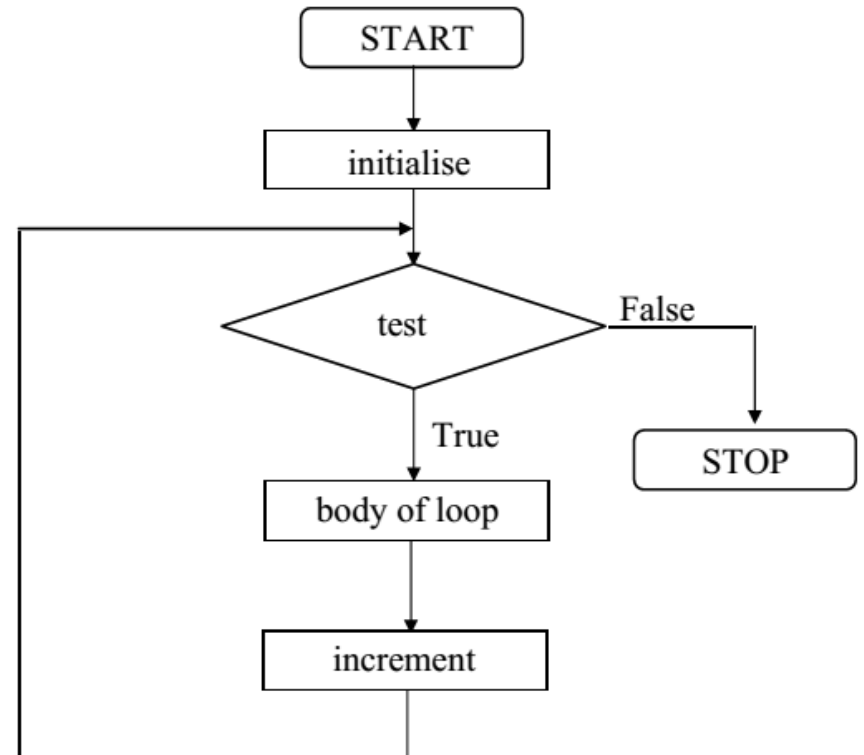 START
initialise
test
False
True
STOP
body of loop
increment